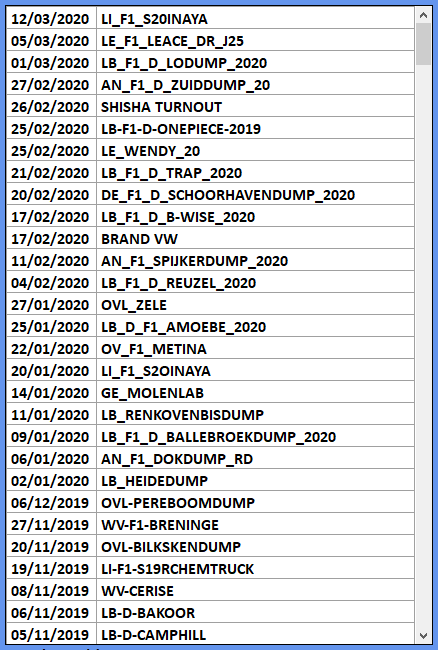 12/03/2020 LI_F1_S20INAYA
05/03/2020 LE_F1_LEACE_DR_J25
01/03/2020 LB_F1_D_LODUMP_2020
27/02/2020 AN_F1_D_ZUIDDUMP_20
26/02/2020 SHISHA TURNOUT
25/02/2020 LB-F1-D-ONEPIECE-2019
25/02/2020 LE_WENDY_20
21/02/2020 LB_F1_D_TRAP_2020
20/02/2020 DE_F1_D_SCHOORHAVENDUMP_2020
17/02/2020 LB_F1_D_B-WISE_2020
17/02/2020 BRAND VW
11/02/2020 AN_F1_SPIJKERDUMP_2020
04/02/2020 LB_F1_D_REUZEL_2020
27/01/2020 OVL_ZELE
25/01/2020 LB_D_F1_AMOEBE_2020
22/01/2020 OV_F1_METINA
20/01/2020 LI_F1_S2OINAYA
14/01/2020 GE_MOLENLAB
11/01/2020 LB_RENKOVENBISDUMP
09/01/2020 LB_F1_D_BALLEBROEKDUMP_2020
06/01/2020 AN_F1_DOKDUMP_RD
02/01/2020 LB_HEIDEDUMP
06/12/2019 OVL-PEREBOOMDUMP
27/11/2019 WV-F1-BRENINGE
20/11/2019 OVL-BILKSKENDUMP
19/11/2019 LI-F1-S19RCHEMTRUCK
08/11/2019 WV-CERISE
06/11/2019 LB-D-BAKOOR
05/11/2019 LB-D-CAMPHILL